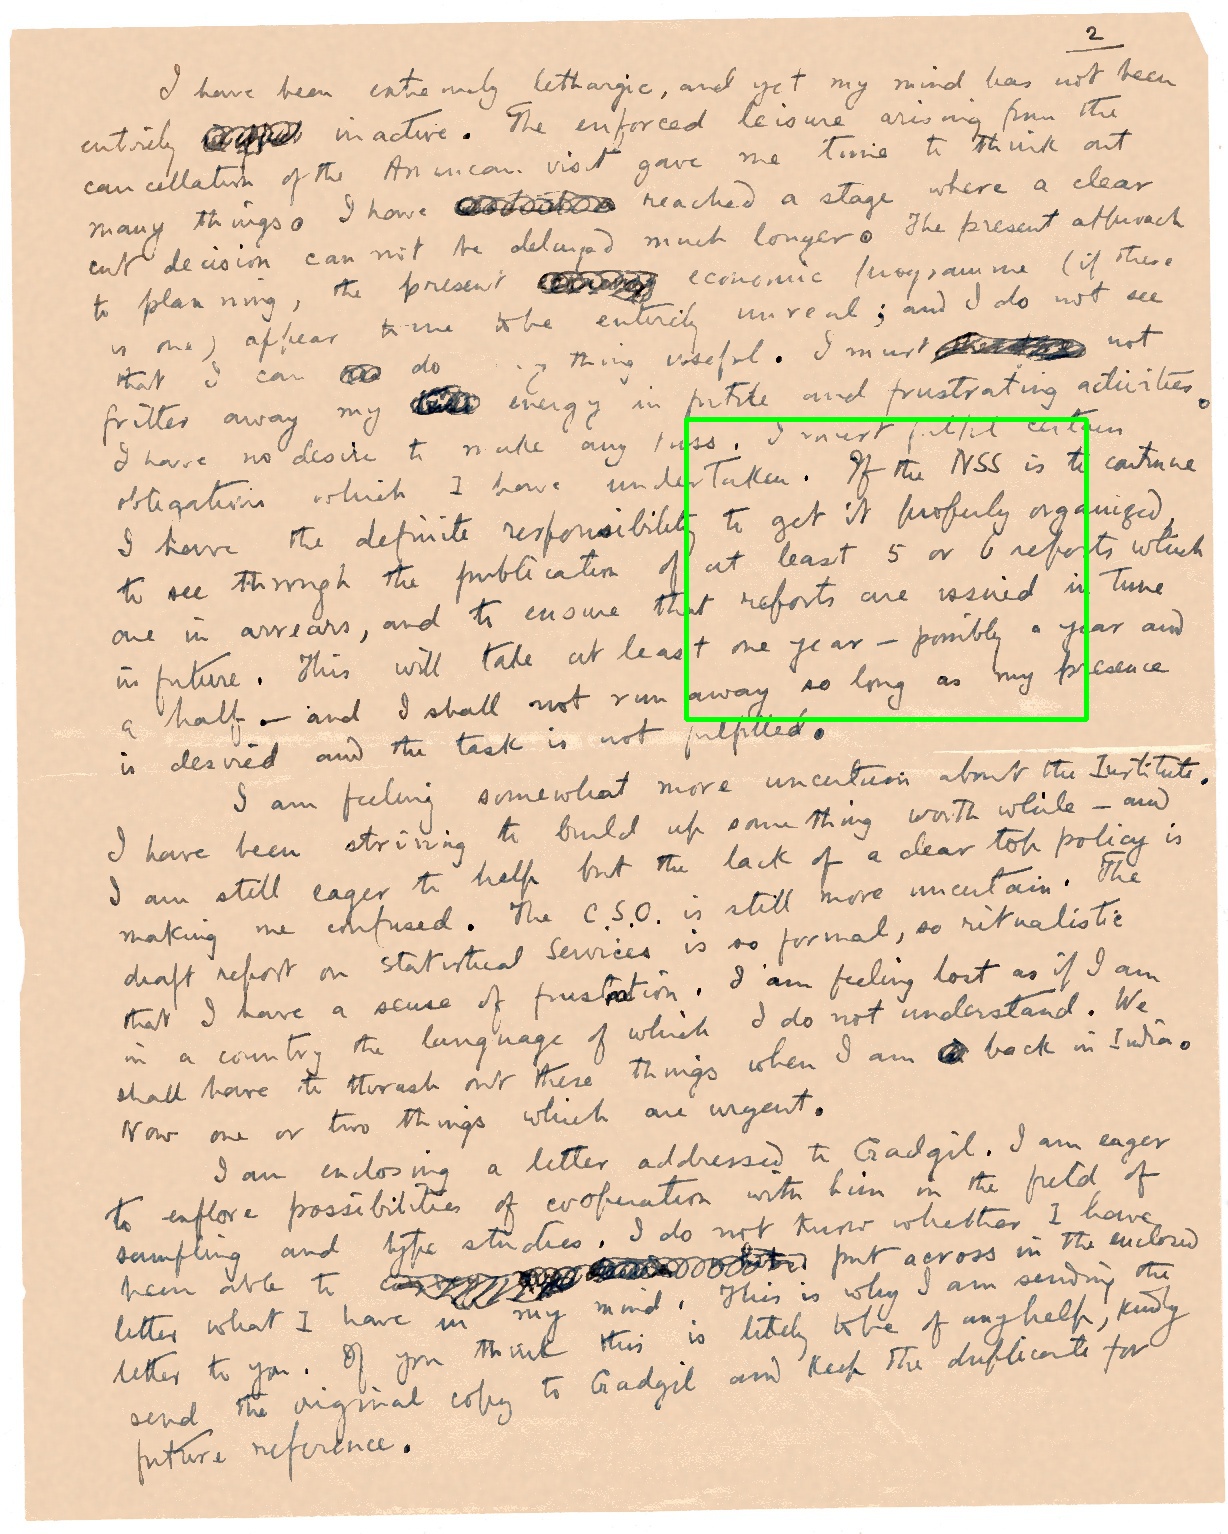 2
I have been extremely lethargic, and yet my mind has not been
entirely inactive. The enforced leisure arising from the
cancellation of the American visit gave me time to think out
many things. I have reached a stage where a clear
cut decision can not be delayed much longer. The present approach
to planning, the present economic programme (if there
is one) appear to me to be entirely unreal; and I do not see
that I can do thing useful. I must not
fritter away my energy in futile and frustrating activities.
I have no desire to make any fuss. I must fulfil certain
obligations which I have undertaken. If the NSS is to continue
I have the definite responsibility to get it properly organized,
to see through the publication of at least 5 or 6 reports which
are in arrears, and to ensure that reports are issued in time
in future. This will take at least one year – possibly a year and
a half – and I shall not run away so long as my presence
is desired and the task is not fulfilled.
I am feeling somewhat more uncertain about the Institute.
I have been striving to build up something worth while – and
I am still eager to help but the lack of a clear top policy is
making me confused. The C.S.O. is still more uncertain. The
draft report on Statistical Services is so formal, so ritualistic
that I have a sense of frustration. I am feeling lost as if I am
in a country the language of which I do not understand. We
shall have to thrash out these things when I am back in India.
Now one or two things which are urgent.
I am enclosing a letter addressed to Gadgil. I am eager
to explore possibilities of cooperation with him in the field of
sampling and type studies. I do not know whether I have
been able to put across in the enclosed
letter what I have in my mind. This is why I am sending the
letter to you. If you think this is likely to be of any help, kindly
send the original copy to Gadgil and keep the duplicate for
future reference.